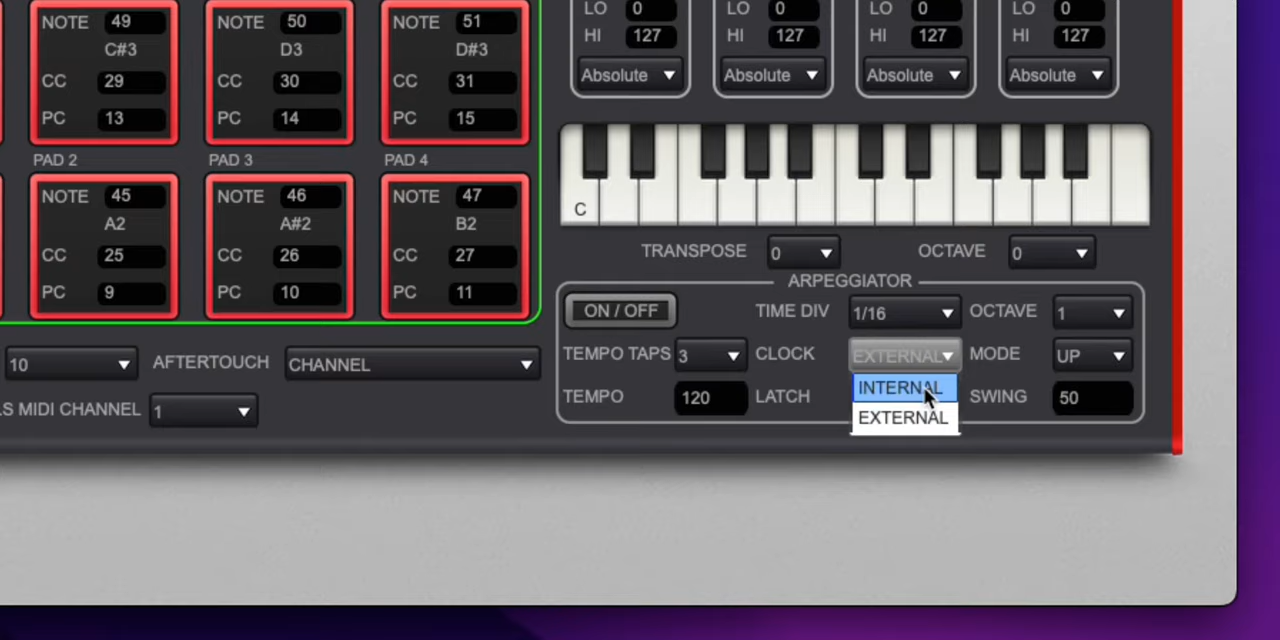 NOTE 49
C#3
CC 29
PC 13
NOTE 50
D3
CC 30
PC 14
NOTE 51
D#3
CC 31
PC 15
PAD 2
PAD 3
PAD 4
NOTE 45
A2
CC 25
PC 9
NOTE 46
A#2
CC 26
PC 10
NOTE 47
B2
CC 27
PC 11
10 AFTERTOUCH CHANNEL
MIDI CHANNEL 1
LO 0 LO 0 LO 0 LO 0
HI 127 HI 127 HI 127 HI 127
Absolute Absolute Absolute Absolute
C
TRANSPOSE 0 OCTAVE 0
ARPEGGIATOR
ON / OFF TIME DIV 1/16 OCTAVE 1
TEMPO TAPS 3 CLOCK EXTERNAL MODE UP
TEMPO 120 LATCH INTERNAL SWING 50
EXTERNAL